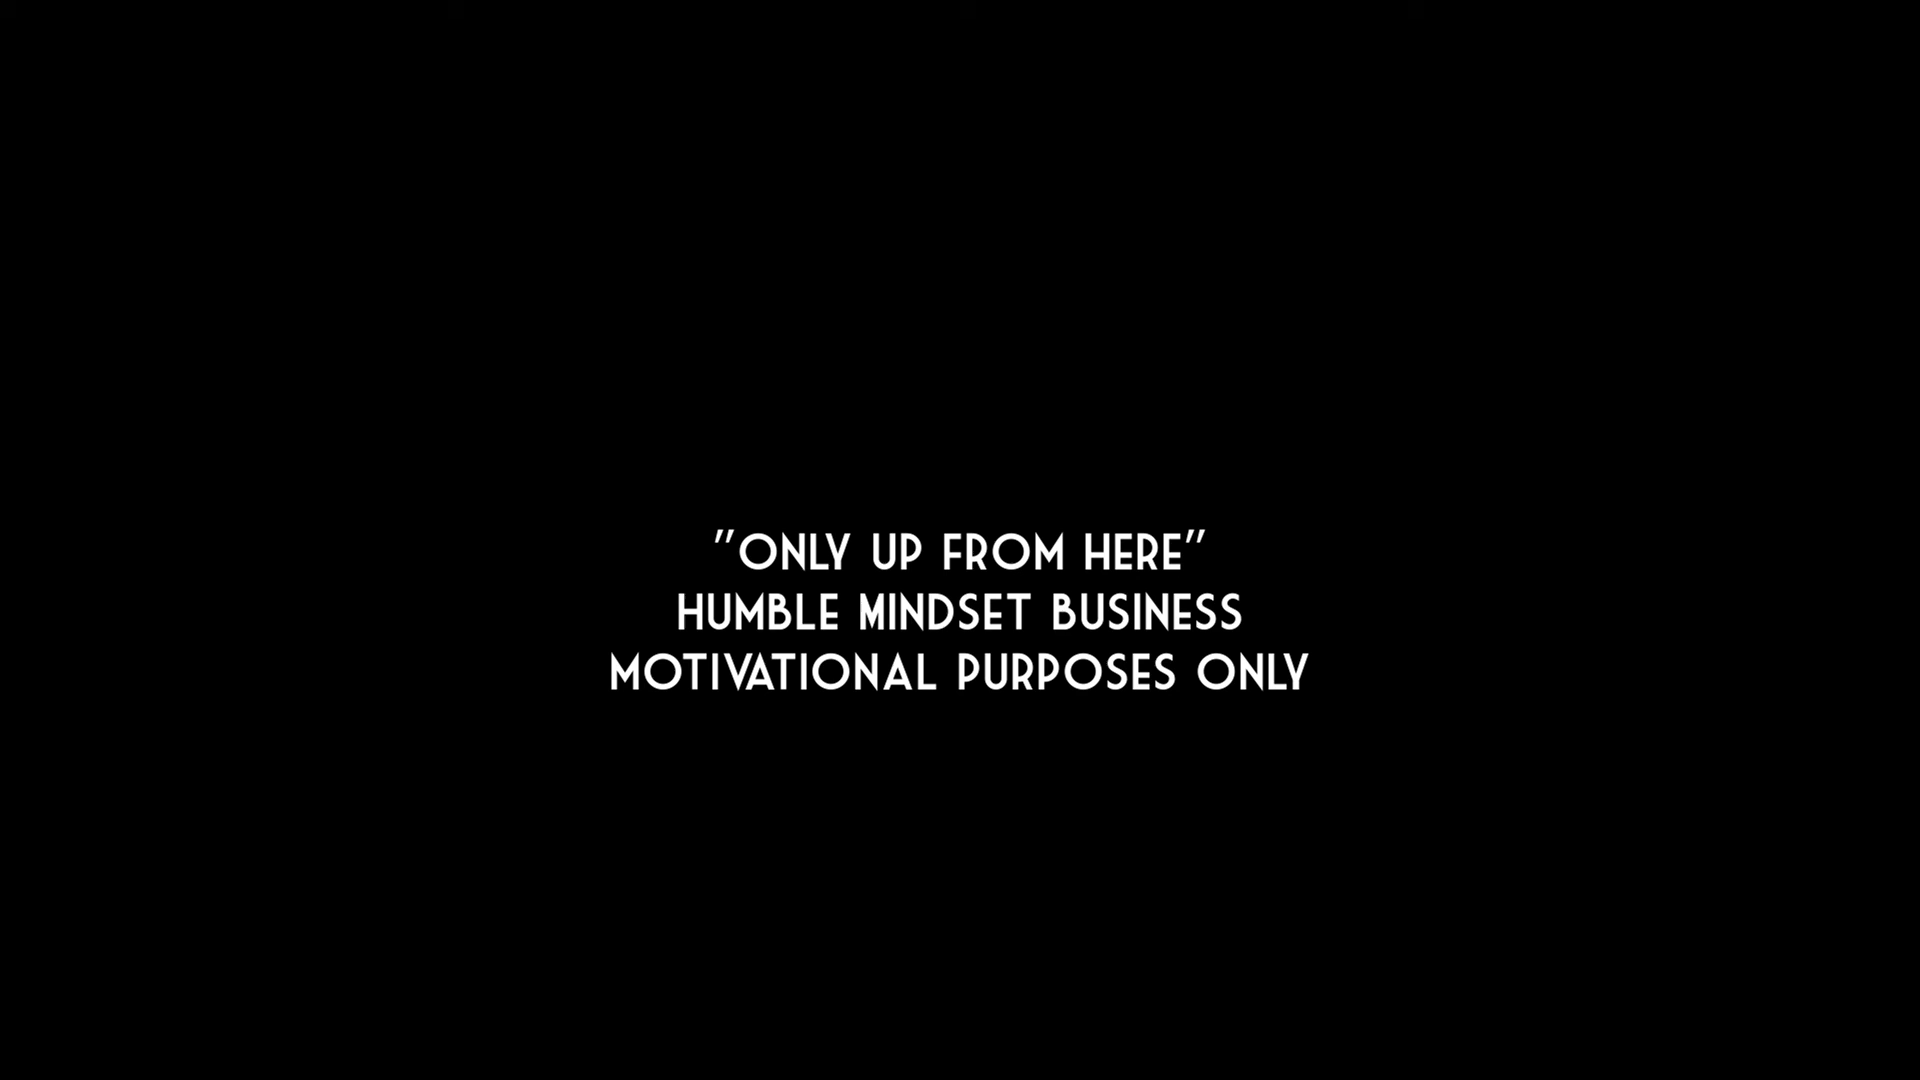 "ONLY UP FROM HERE"
HUMBLE MINDSET BUSINESS
MOTIVATIONAL PURPOSES ONLY